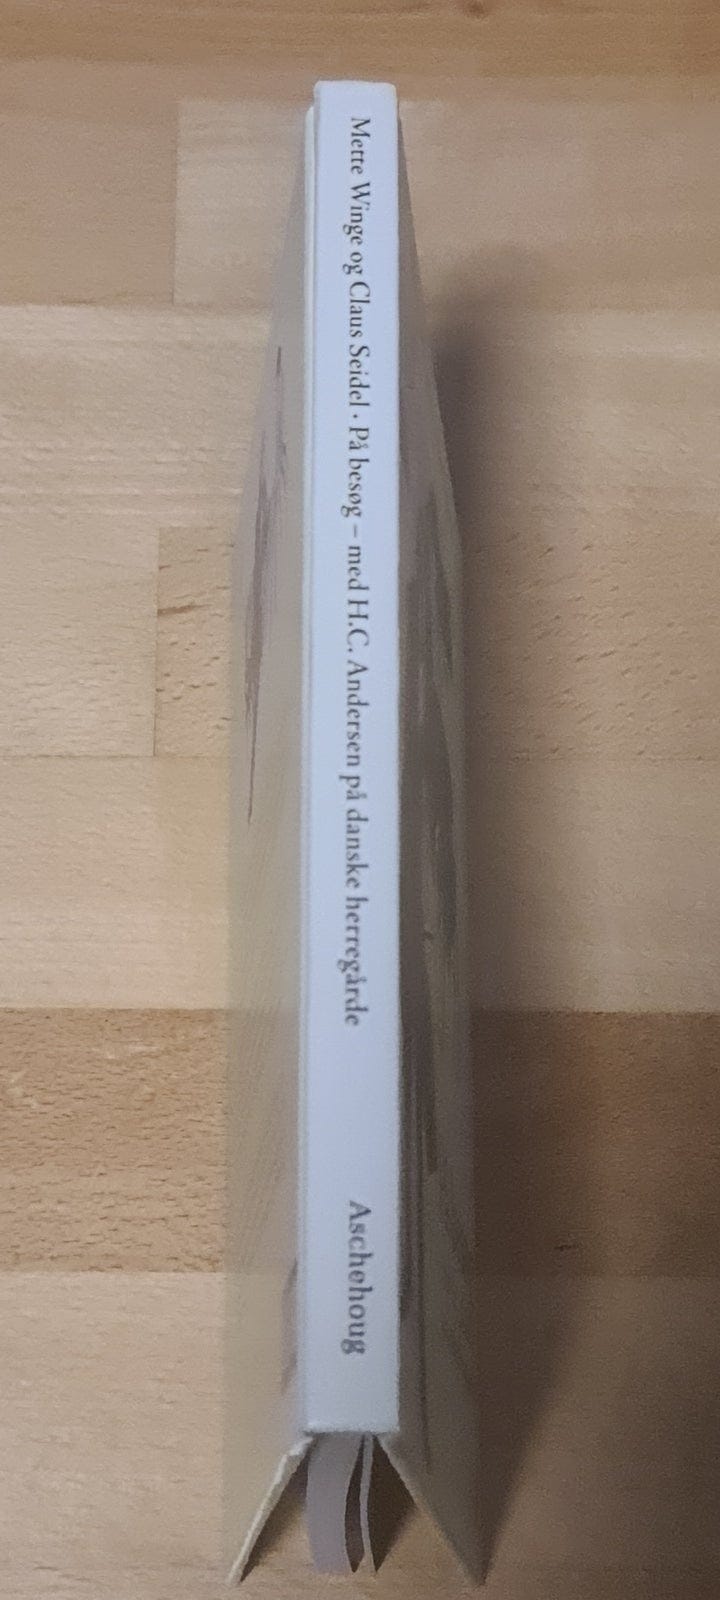 Mette Winge og Claus Seidel · På besøg – med H.C. Andersen på danske herregårde
Aschehoug